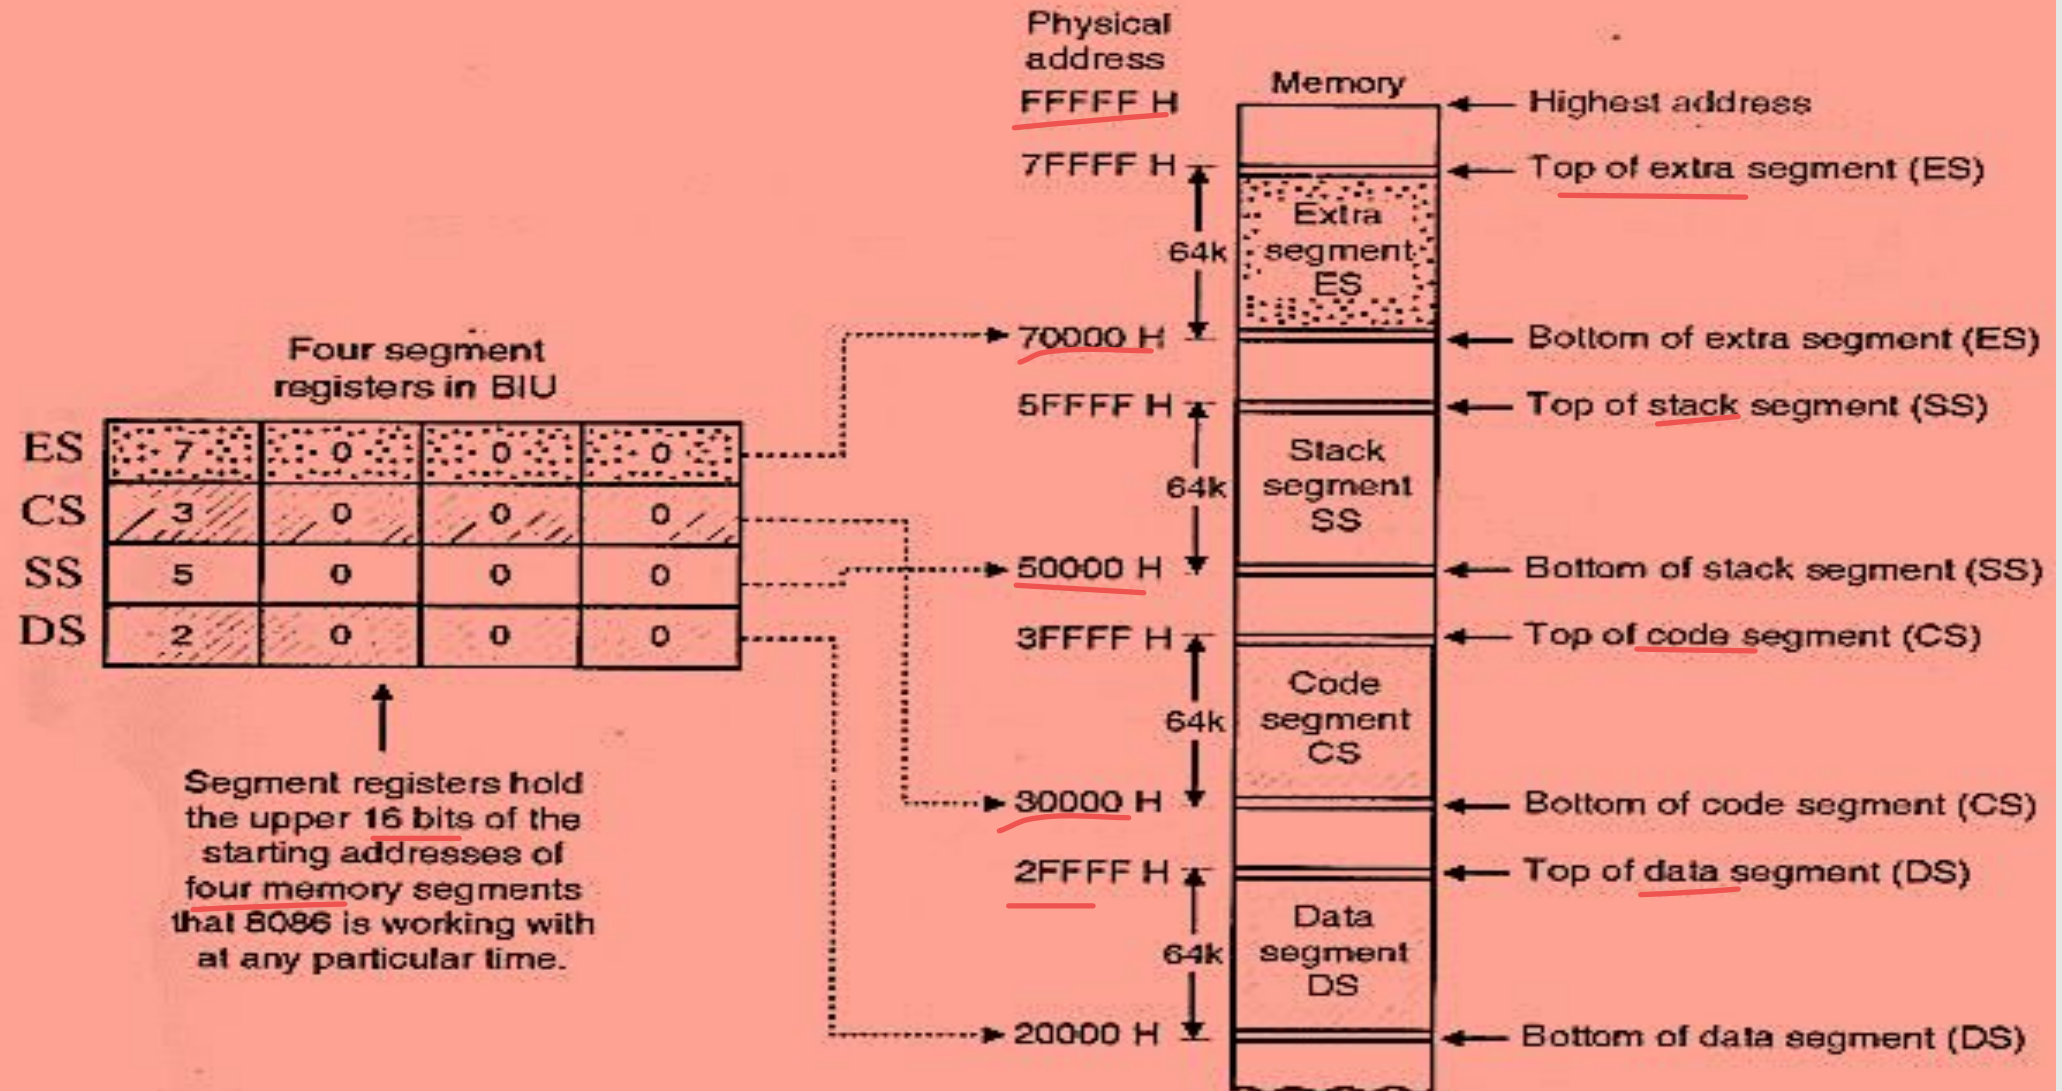 Physical
address
Memory
FFFFF H
Highest address
7FFFF H
Top of extra segment (ES)
Extra
64k
segment
ES
70000 H
Bottom of extra segment (ES)
Four segment
registers in BIU
5FFFF H
Top of stack segment (SS)
ES 7 0 0 0
CS 3 0 0 0
SS 5 0 0 0
DS 2 0 0 0
Stack
64k
segment
SS
50000 H
Bottom of stack segment (SS)
3FFFF H
Top of code segment (CS)
Code
64k
segment
CS
30000 H
Bottom of code segment (CS)
Segment registers hold
the upper 16 bits of the
starting addresses of
four memory segments
that 8086 is working with
at any particular time.
2FFFF H
Top of data segment (DS)
Data
64k
segment
DS
20000 H
Bottom of data segment (DS)